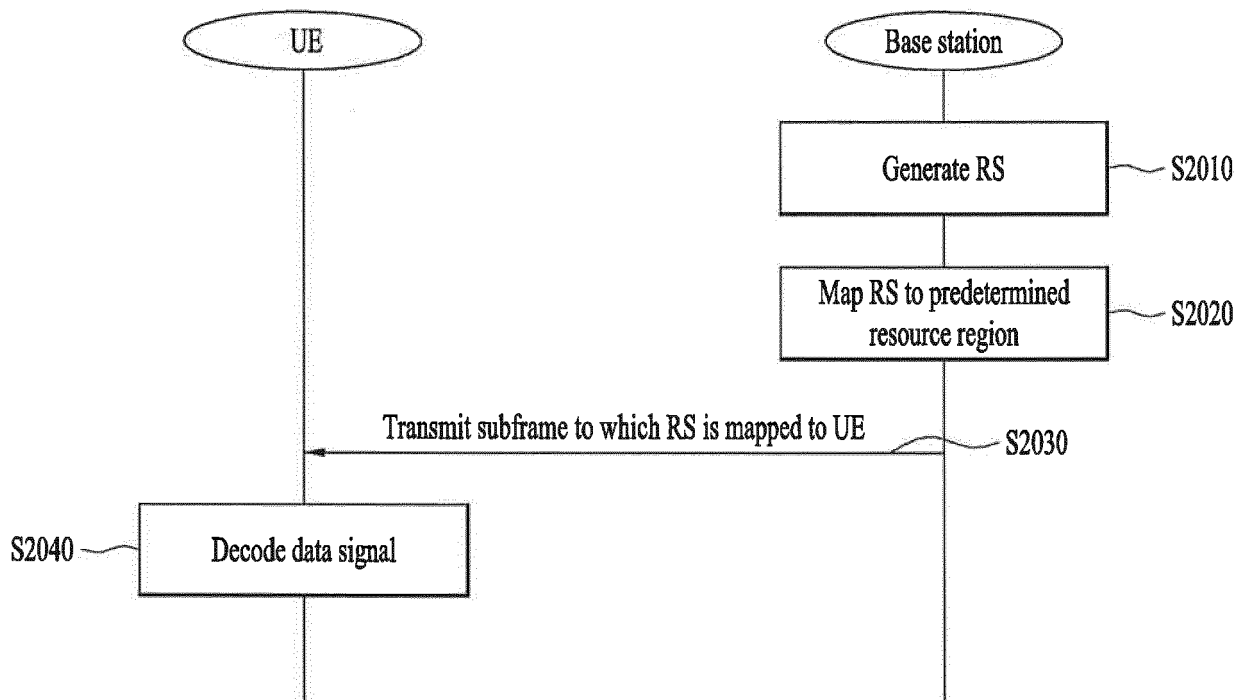 UE
Base station
Generate RS
S2010
Map RS to predetermined
resource region
S2020
Transmit subframe to which RS is mapped to UE
S2030
S2040
Decode data signal